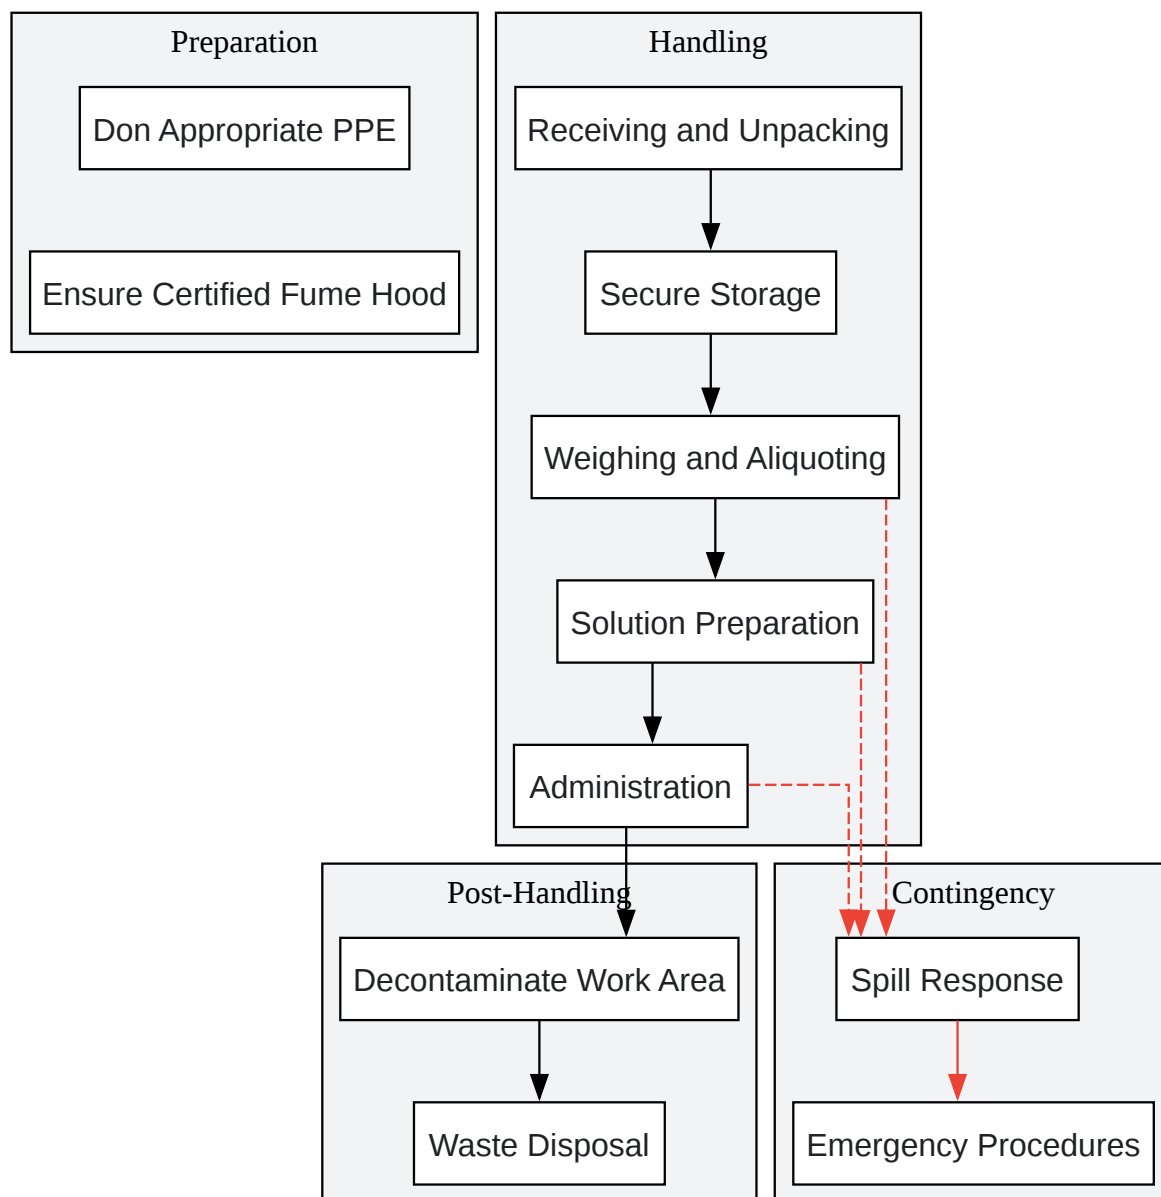 Preparation
Don Appropriate PPE
Ensure Certified Fume Hood
Handling
Receiving and Unpacking
Secure Storage
Weighing and Aliquoting
Solution Preparation
Administration
Post-Handling
Decontaminate Work Area
Waste Disposal
Contingency
Spill Response
Emergency Procedures